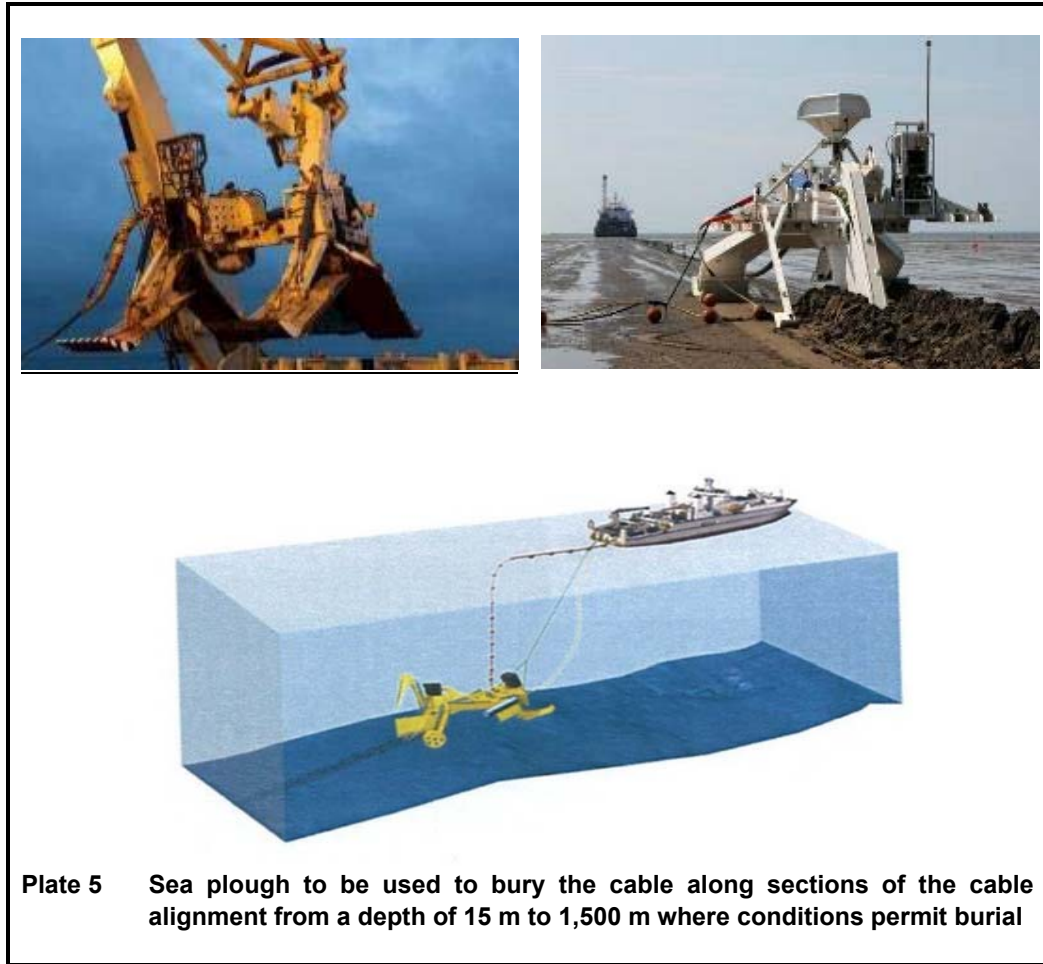 Plate 5 Sea plough to be used to bury the cable along sections of the cable
alignment from a depth of 15 m to 1,500 m where conditions permit burial